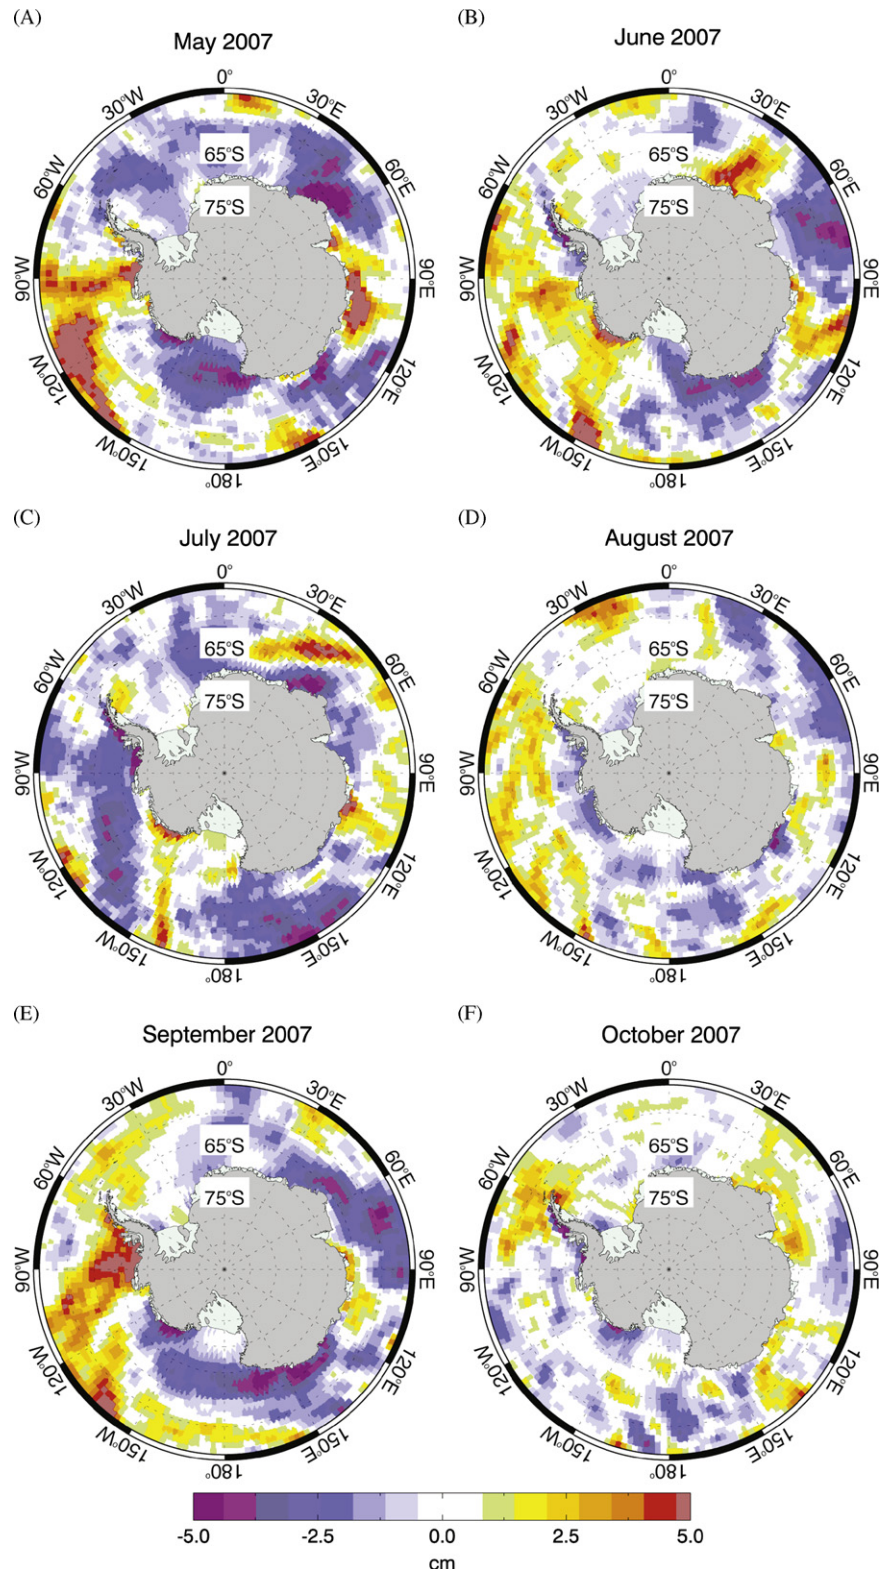 (A)
May 2007
0°
30°E
60°E
90°E
120°E
150°E
180°
150°W
120°W
90°W
60°W
30°W
65°S
75°S
(B)
June 2007
0°
30°E
60°E
90°E
120°E
150°E
180°
150°W
120°W
90°W
60°W
30°W
65°S
75°S
(C)
July 2007
0°
30°E
60°E
90°E
120°E
150°E
180°
150°W
120°W
90°W
60°W
30°W
65°S
75°S
(D)
August 2007
0°
30°E
60°E
90°E
120°E
150°E
180°
150°W
120°W
90°W
60°W
30°W
65°S
75°S
(E)
September 2007
0°
30°E
60°E
90°E
120°E
150°E
180°
150°W
120°W
90°W
60°W
30°W
65°S
75°S
(F)
October 2007
0°
30°E
60°E
90°E
120°E
150°E
180°
150°W
120°W
90°W
60°W
30°W
65°S
75°S
-5.0 -2.5 0.0 2.5 5.0
cm